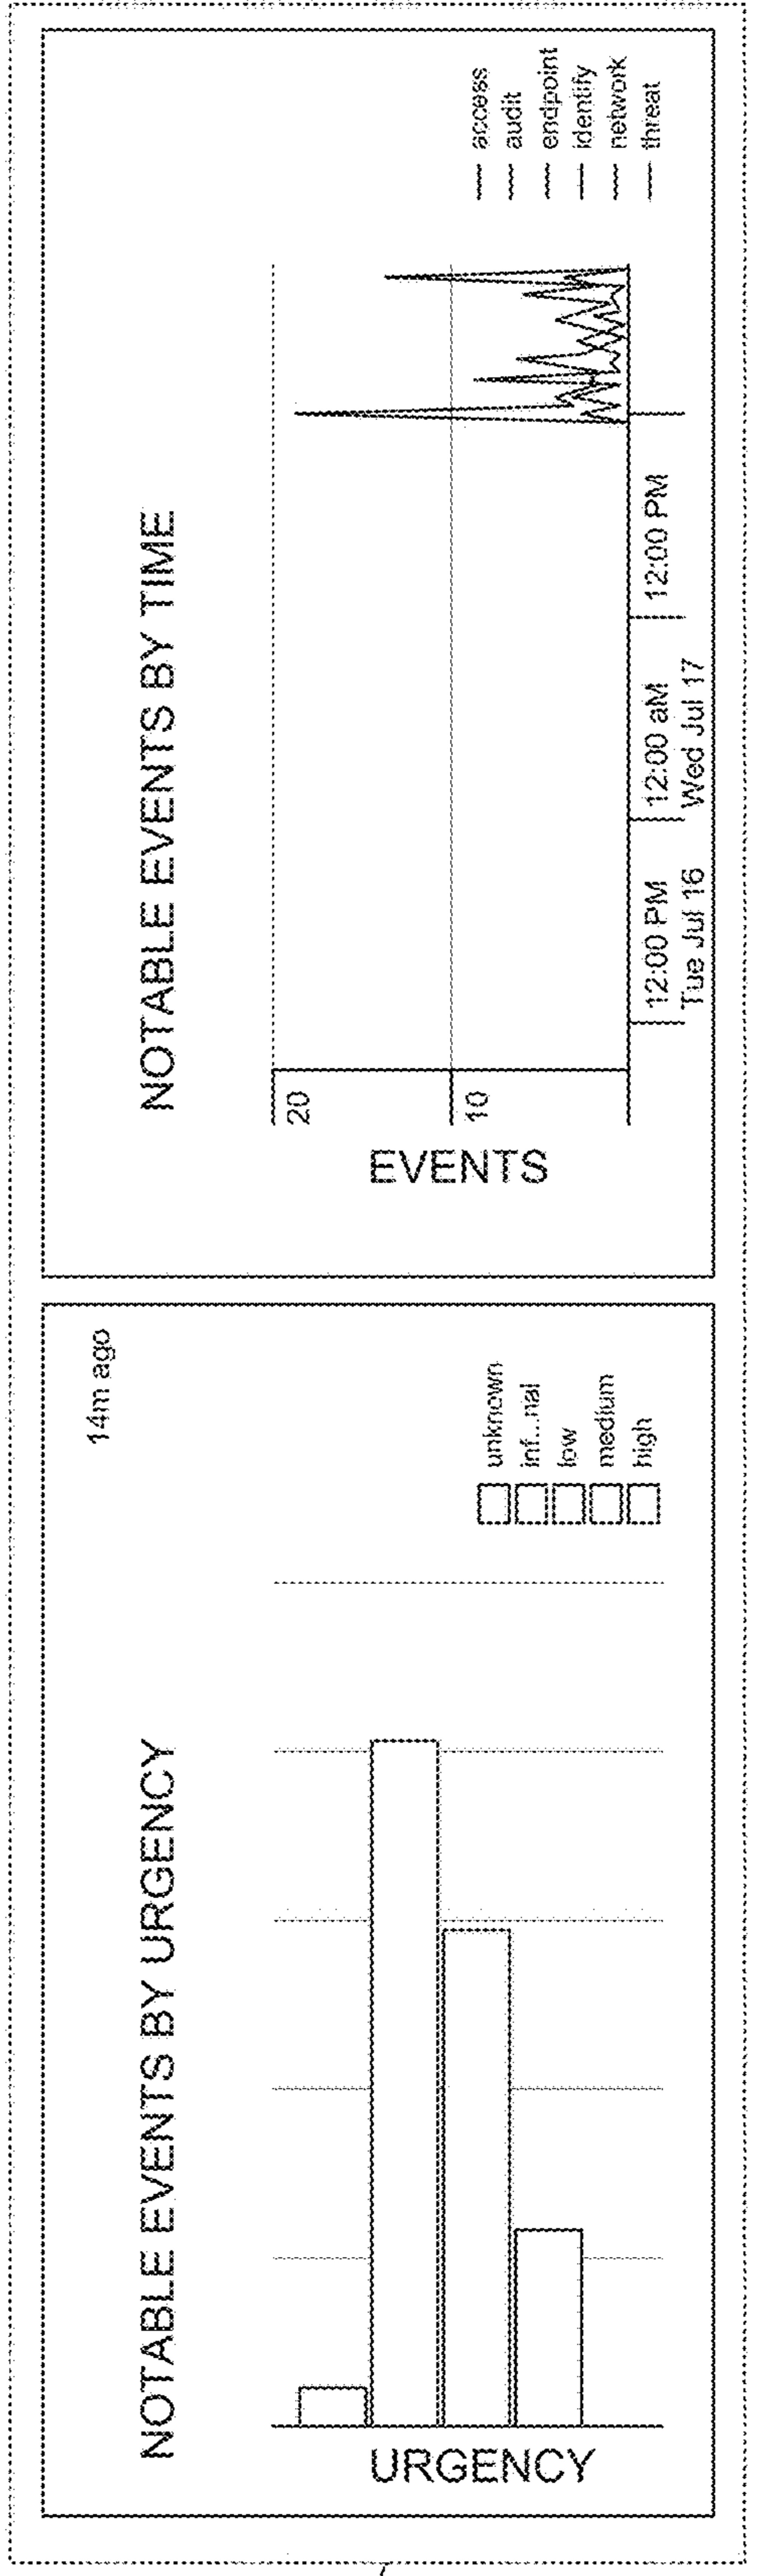 NOTABLE EVENTS BY URGENCY
14m ago
URGENCY
unknown
inf...nal
low
medium
high
NOTABLE EVENTS BY TIME
EVENTS
20
10
12:00 PM
Tue Jul 16
12:00 aM
Wed Jul 17
12:00 PM
access
audit
endpoint
identify
network
threat